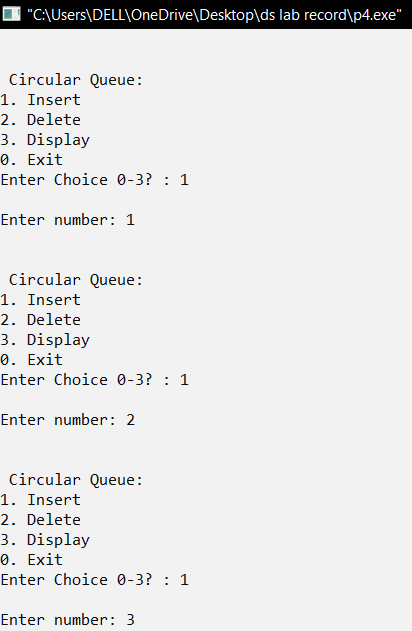 "C:\Users\DELL\OneDrive\Desktop\ds lab record\p4.exe"
Circular Queue:
1. Insert
2. Delete
3. Display
0. Exit
Enter Choice 0-3? : 1
Enter number: 1
Circular Queue:
1. Insert
2. Delete
3. Display
0. Exit
Enter Choice 0-3? : 1
Enter number: 2
Circular Queue:
1. Insert
2. Delete
3. Display
0. Exit
Enter Choice 0-3? : 1
Enter number: 3